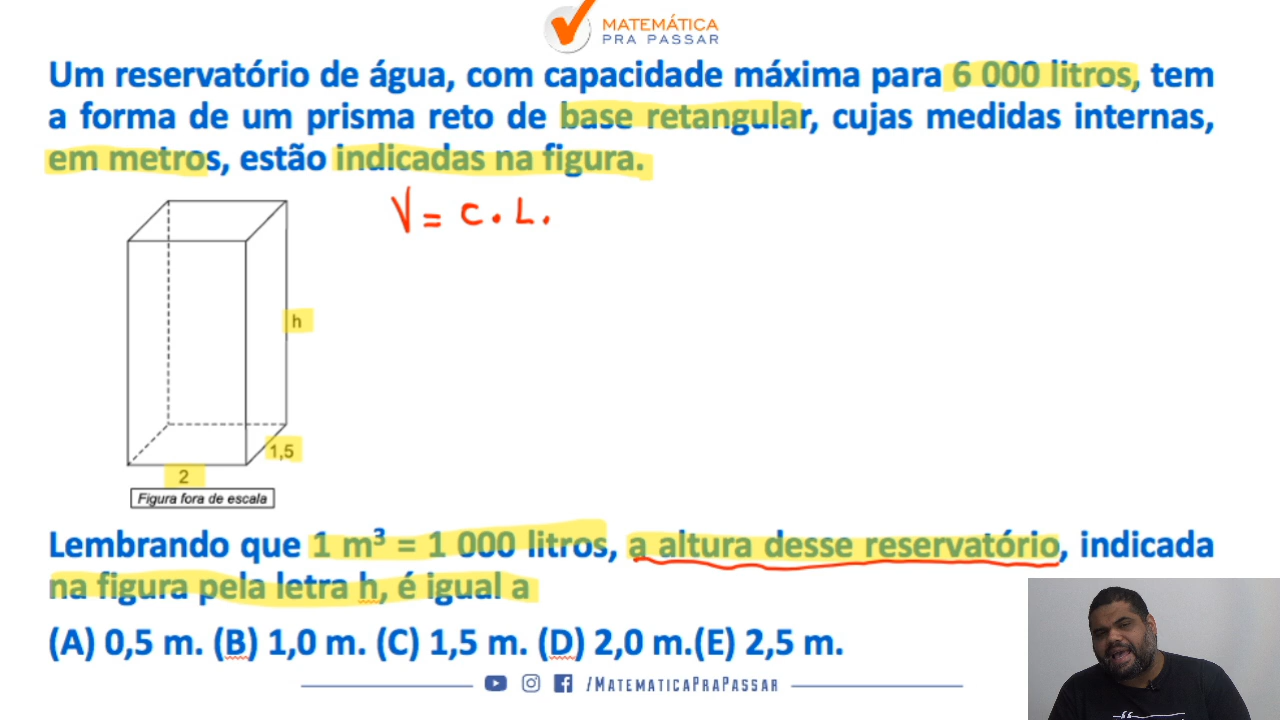 MATEMÁTICA
PRA PASSAR
Um reservatório de água, com capacidade máxima para 6 000 litros, tem
a forma de um prisma reto de base retangular, cujas medidas internas,
em metros, estão indicadas na figura.
V = C . L .
h
1,5
2
Figura fora de escala
Lembrando que 1 m³ = 1 000 litros, a altura desse reservatório, indicada
na figura pela letra h, é igual a
(A) 0,5 m. (B) 1,0 m. (C) 1,5 m. (D) 2,0 m.(E) 2,5 m.
/MATEMATICAPRAPASSAR